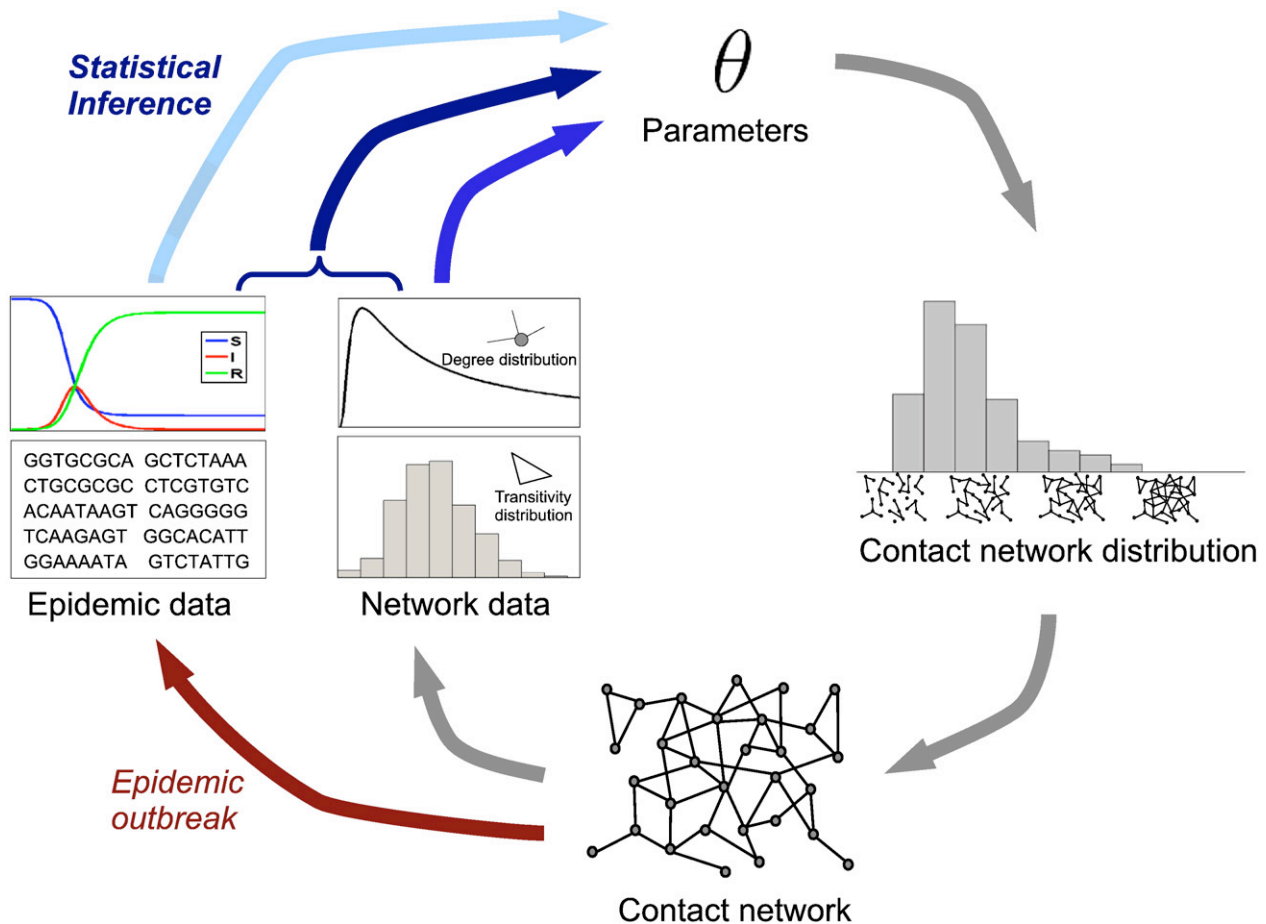 Statistical
Inference
θ
Parameters
S
I
R
Degree distribution
GGTGCGCA GCTCTAAA
CTGCGCGC CTCGTGTC
ACAATAAGT CAGGGGG
TCAAGAGT GGCACATT
GGAAAATA GTCTATTG
Transitivity
distribution
Epidemic data
Network data
Contact network distribution
Epidemic
outbreak
Contact network